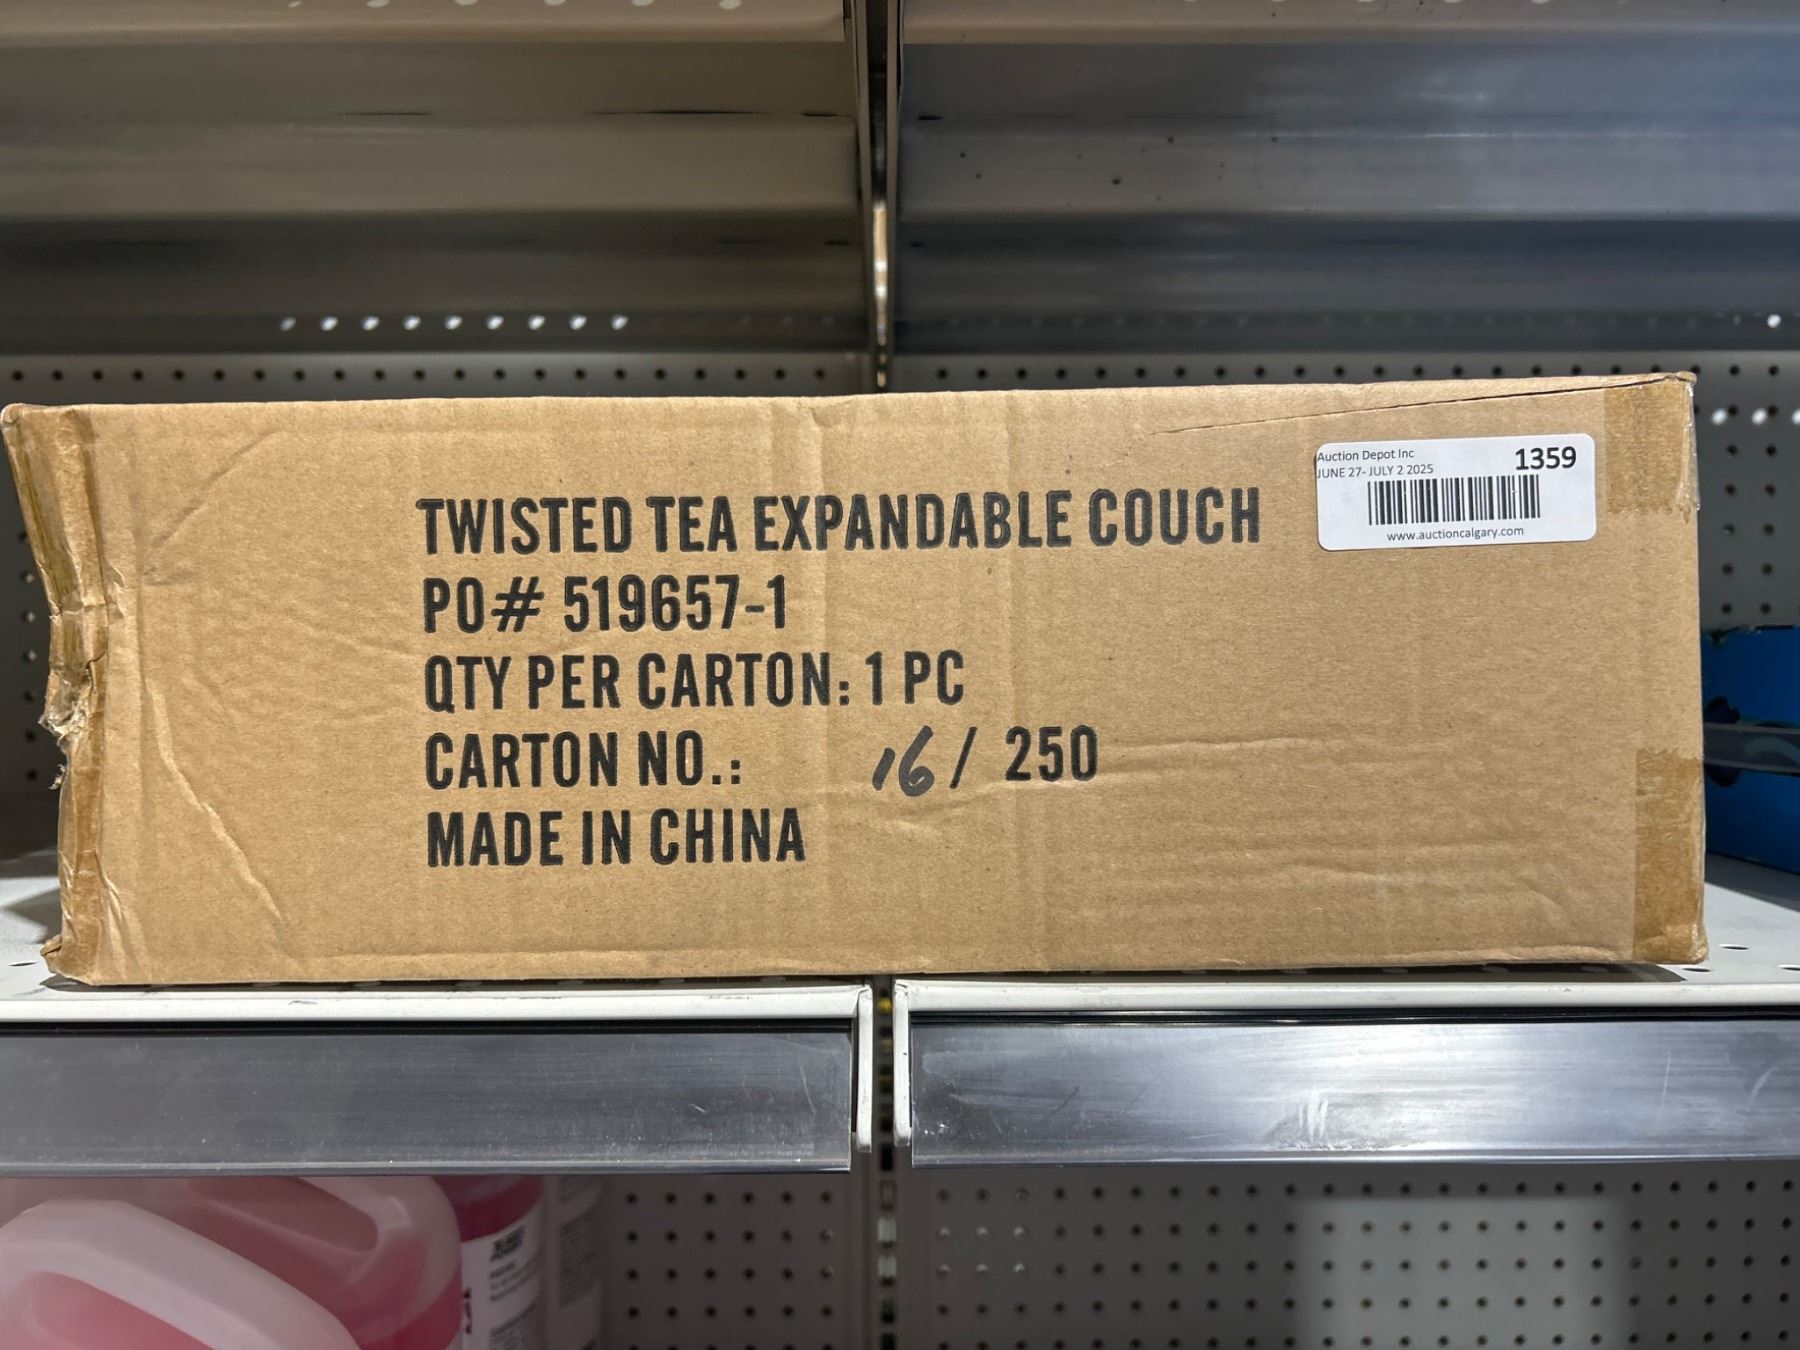 Auction Depot Inc
1359
JUNE 27- JULY 2 2025
www.auctioncalgary.com
TWISTED TEA EXPANDABLE COUCH
PO# 519657-1
QTY PER CARTON: 1 PC
CARTON NO.: 16/ 250
MADE IN CHINA